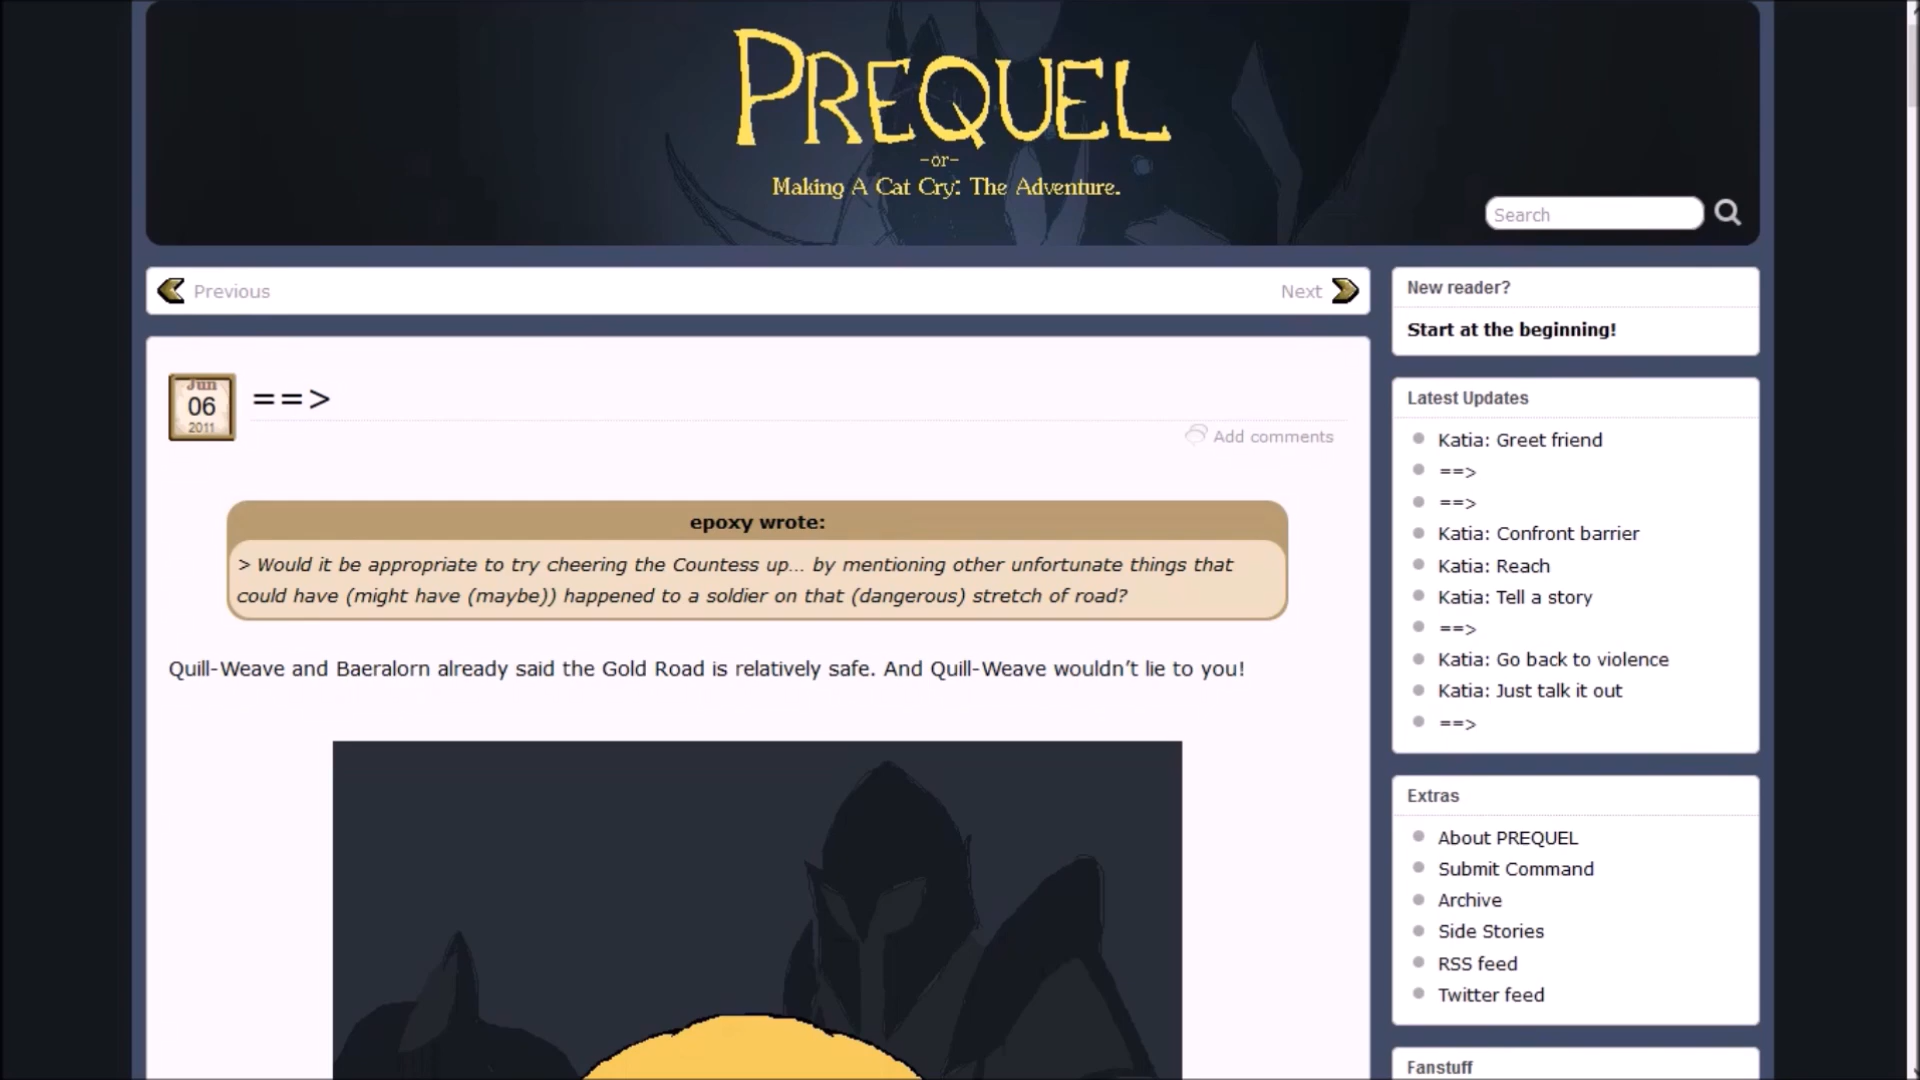 PREQUEL
-or-
Making A Cat Cry: The Adventure.
Search
Previous
Next
Jun
06
2011
==>
Add comments
epoxy wrote:
> Would it be appropriate to try cheering the Countess up... by mentioning other unfortunate things that
could have (might have (maybe)) happened to a soldier on that (dangerous) stretch of road?
Quill-Weave and Baeralorn already said the Gold Road is relatively safe. And Quill-Weave wouldn't lie to you!
New reader?
Start at the beginning!
Latest Updates
Katia: Greet friend
==>
==>
Katia: Confront barrier
Katia: Reach
Katia: Tell a story
==>
Katia: Go back to violence
Katia: Just talk it out
==>
Extras
About PREQUEL
Submit Command
Archive
Side Stories
RSS feed
Twitter feed
Fanstuff